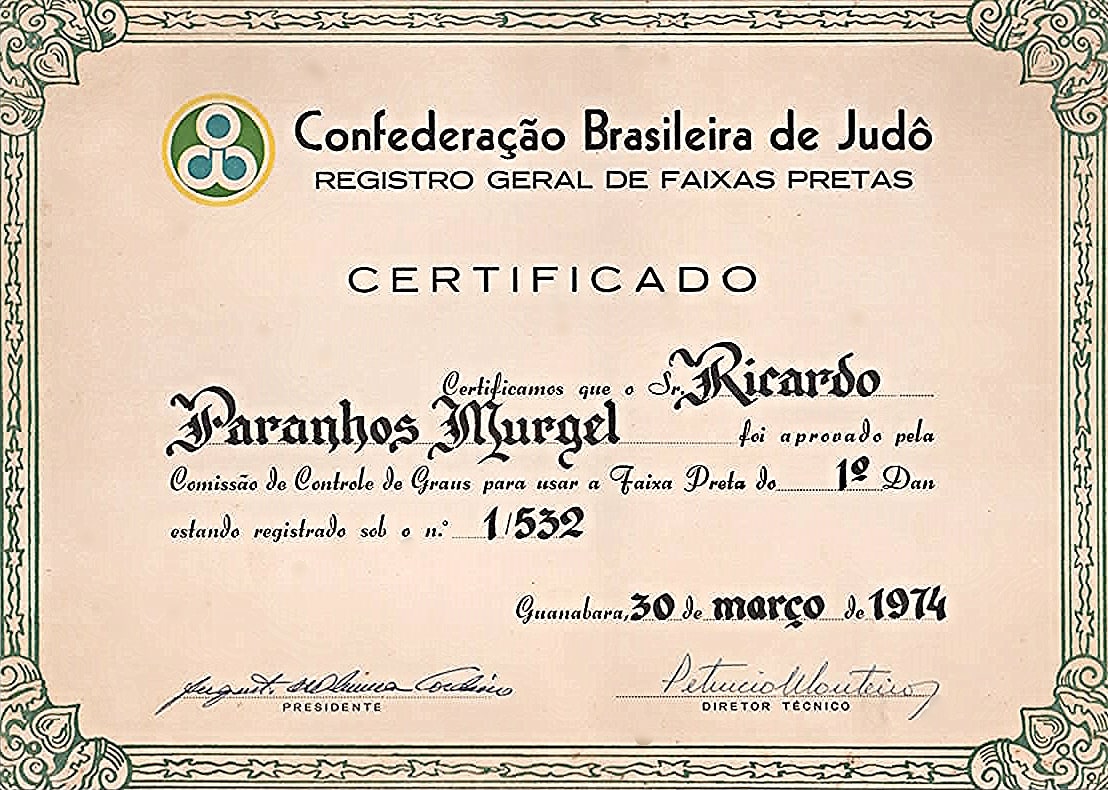 Confederação Brasileira de Judô
REGISTRO GERAL DE FAIXAS PRETAS
CERTIFICADO
Certificamos que o Sr. Ricardo
Paranhos Murgel foi aprovado pela
Comissão de Controle de Graus para usar a Faixa Preta do 1º Dan
estando registrado sob o n.º 1/532
Guanabara, 30 de março de 1974
Petrucio Monteiro
PRESIDENTE
DIRETOR TÉCNICO